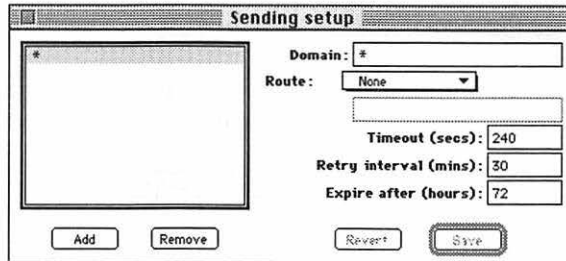 Sending setup
*
Domain: *
Route: None
Timeout (secs): 240
Retry interval (mins): 30
Expire after (hours): 72
Add Remove Revert Save